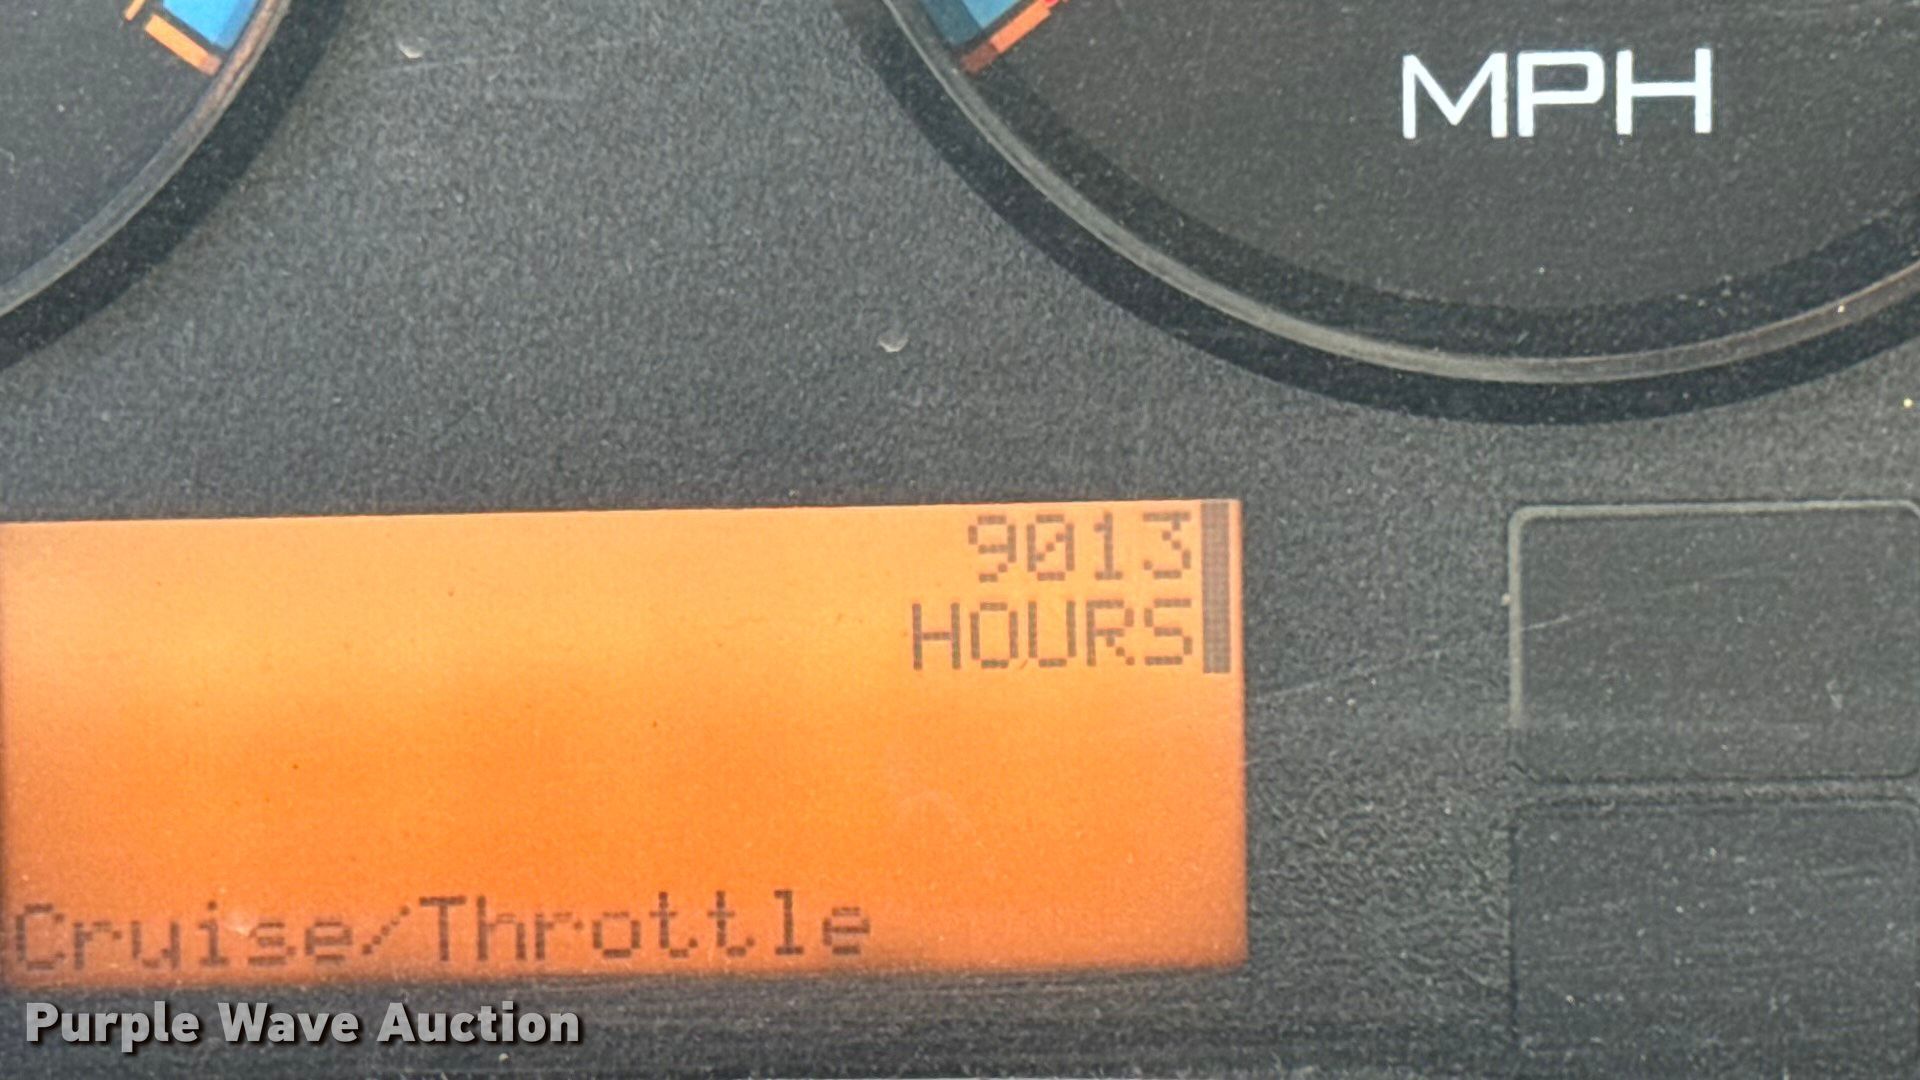 MPH
9013
HOURS
Cruise/Throttle
Purple Wave Auction